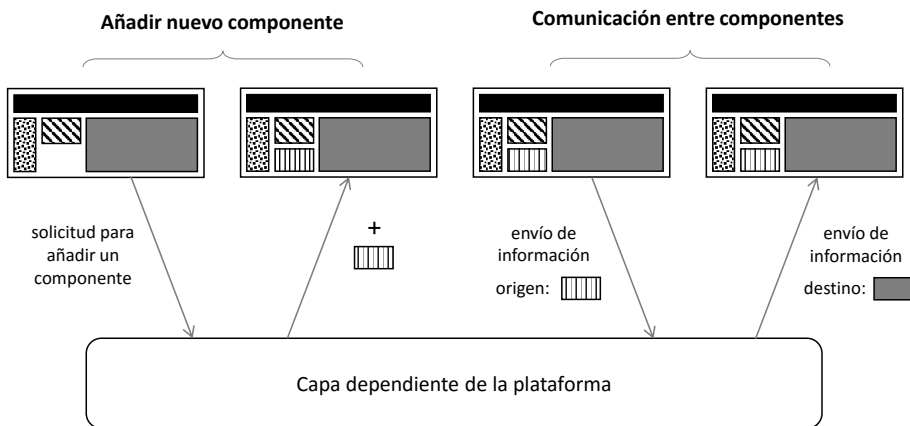 Añadir nuevo componente
Comunicación entre componentes
solicitud para
añadir un
componente
+
envío de
información
origen:
envío de
información
destino:
Capa dependiente de la plataforma